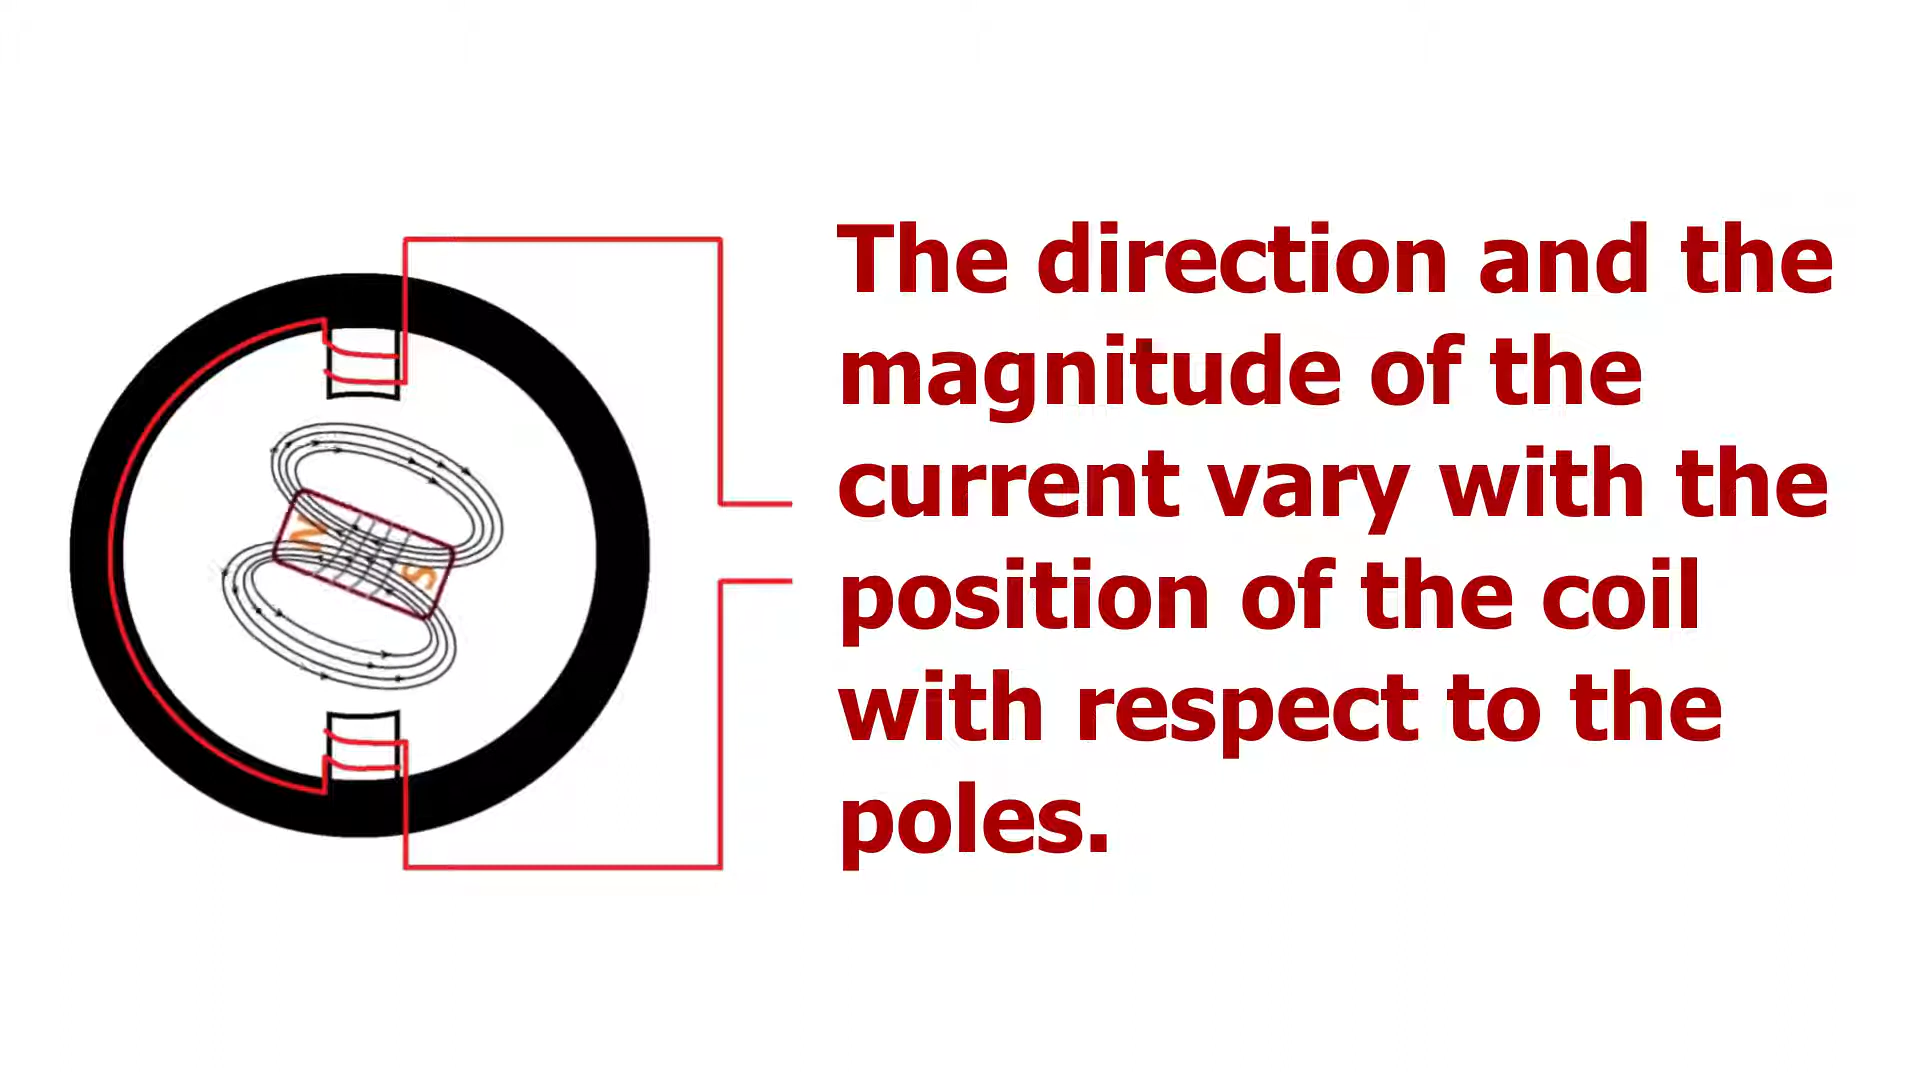 The direction and the
magnitude of the
current vary with the
position of the coil
with respect to the
poles.
N
S